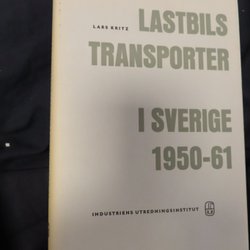 LASTBILS
LARS KRITZ
TRANSPORTER
I SVERIGE
1950-61
INDUSTRIENS UTREDNINGSINSTITUT